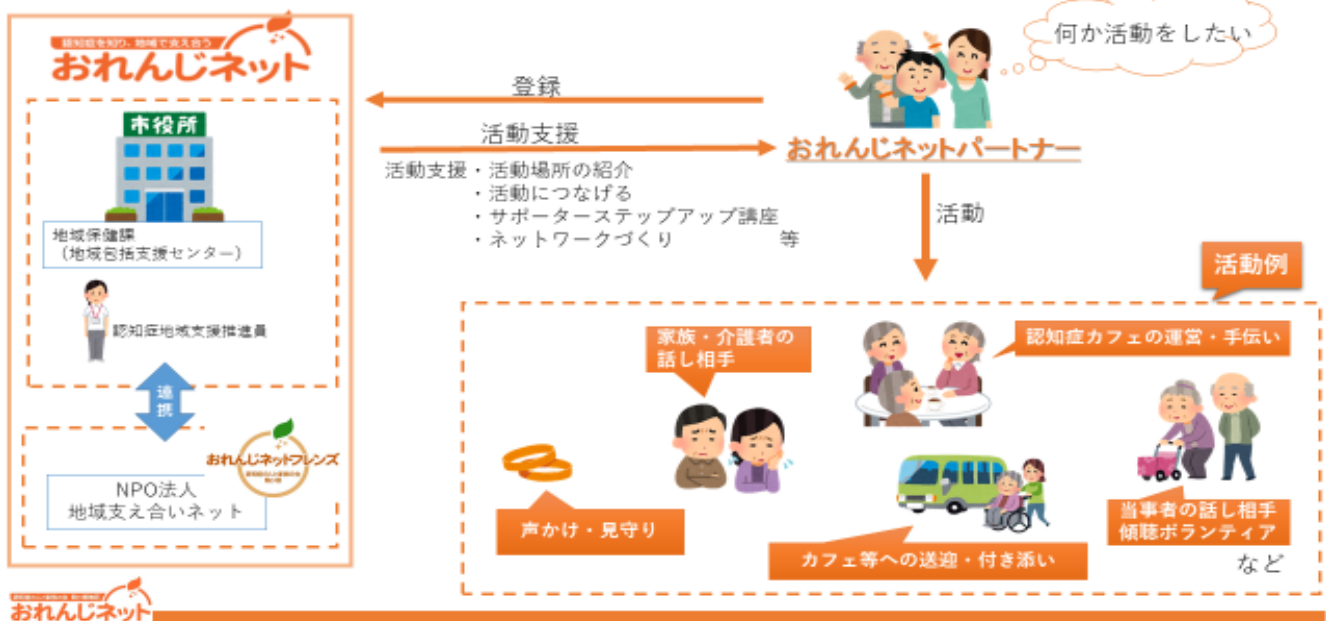 認知症を知り、地域で支え合う
おれんじネット
市役所
地域保健課
（地域包括支援センター）
認知症地域支援推進員
連携
おれんじネットフレンズ
NPO法人
地域支え合いネット
何か活動をしたい
登録
活動支援
おれんじネットパートナー
活動支援・活動場所の紹介
・活動につなげる
・サポーターステップアップ講座
・ネットワークづくり　等
活動
活動例
家族・介護者の
話し相手
認知症カフェの運営・手伝い
声かけ・見守り
カフェ等への送迎・付き添い
当事者の話し相手
傾聴ボランティア
など
おれんじネット